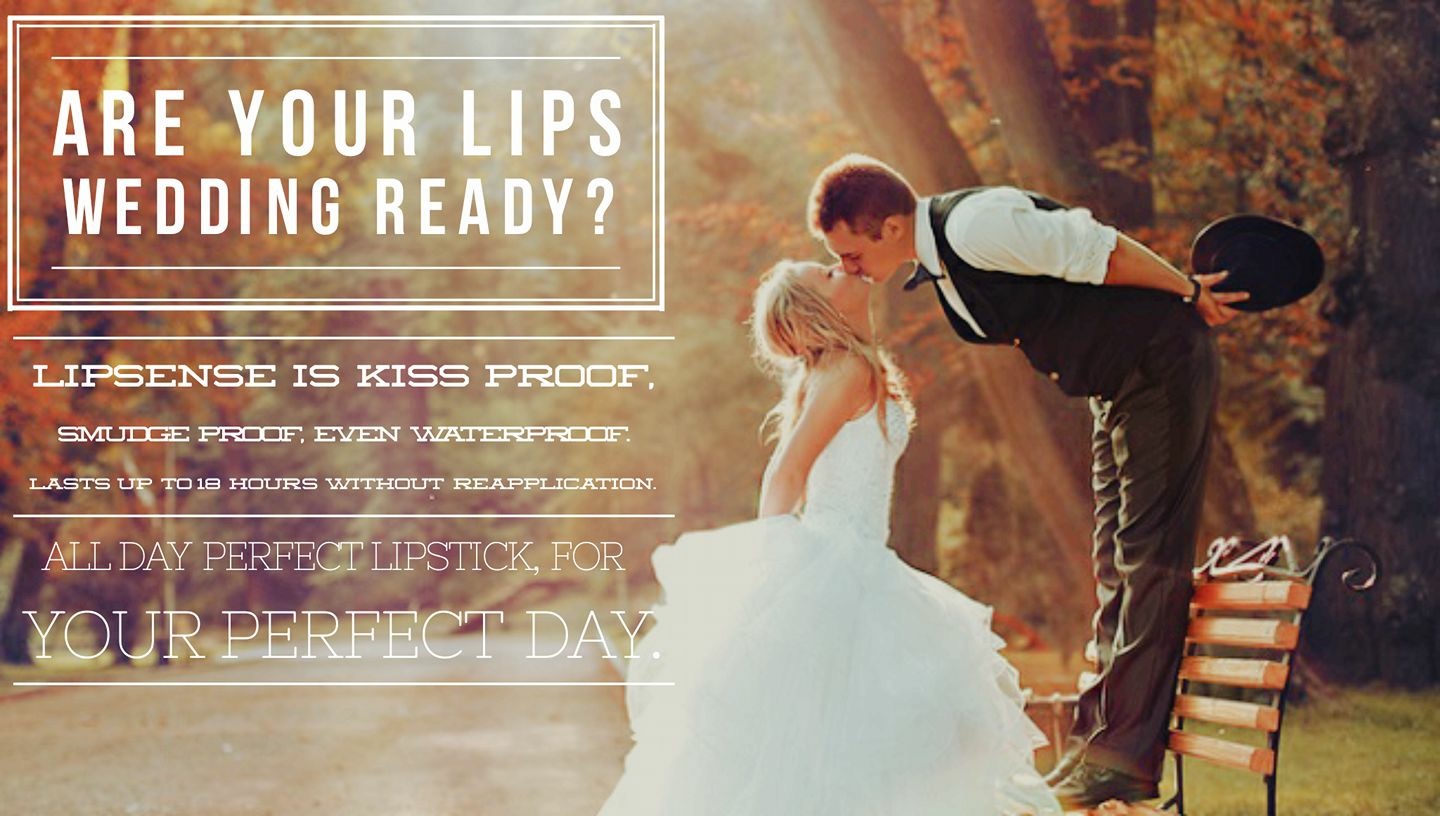 ARE YOUR LIPS
WEDDING READY?
LIPSENSE IS KISS PROOF,
SMUDGE PROOF, EVEN WATERPROOF.
LASTS UP TO 18 HOURS WITHOUT REAPPLICATION.
ALL DAY PERFECT LIPSTICK, FOR
YOUR PERFECT DAY.